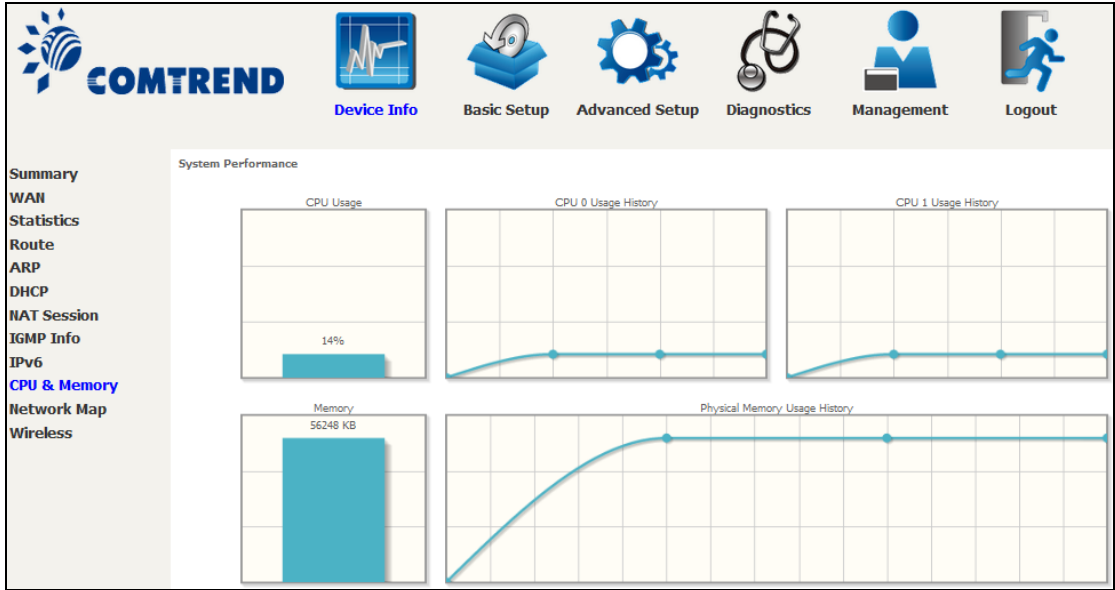 COMTREND
Device Info
Basic Setup
Advanced Setup
Diagnostics
Management
Logout
Summary
WAN
Statistics
Route
ARP
DHCP
NAT Session
IGMP Info
IPv6
CPU & Memory
Network Map
Wireless
System Performance
CPU Usage
14%
CPU 0 Usage History
CPU 1 Usage History
Memory
56248 KB
Physical Memory Usage History